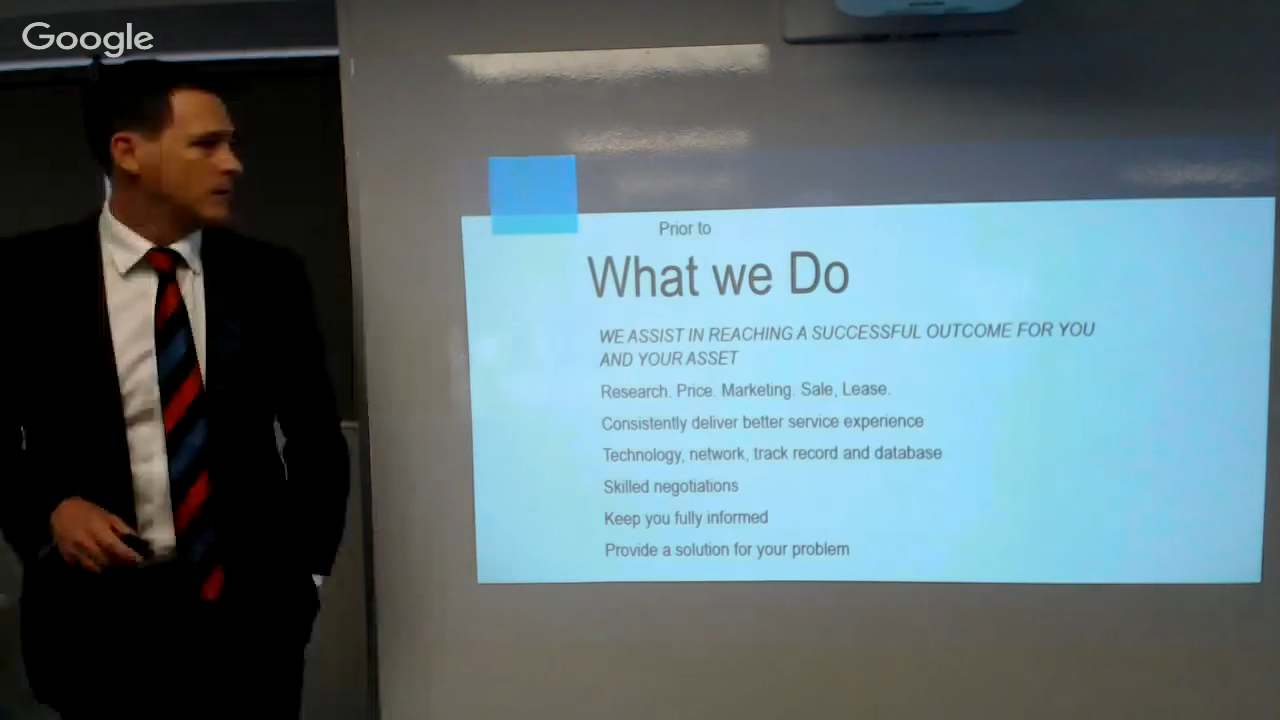 Google
Prior to
What we Do
WE ASSIST IN REACHING A SUCCESSFUL OUTCOME FOR YOU
AND YOUR ASSET
Research. Price. Marketing. Sale, Lease.
Consistently deliver better service experience
Technology, network, track record and database
Skilled negotiations
Keep you fully informed
Provide a solution for your problem